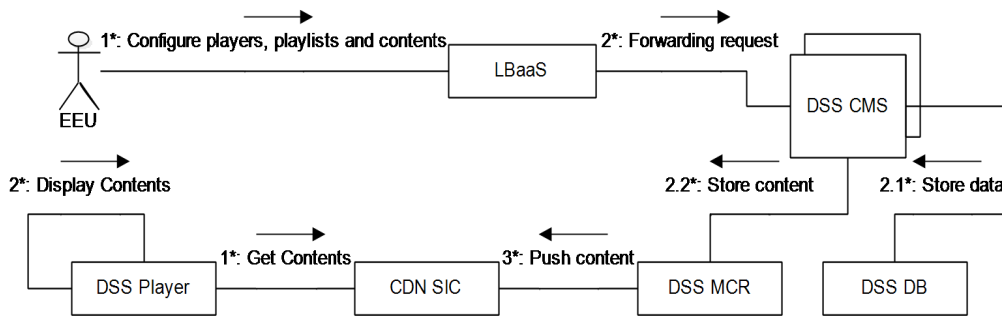 1*: Configure players, playlists and contents
2*: Forwarding request
LBaaS
DSS CMS
EEU
2*: Display Contents
2.2*: Store content
2.1*: Store data
1*: Get Contents
3*: Push content
DSS Player
CDN SIC
DSS MCR
DSS DB